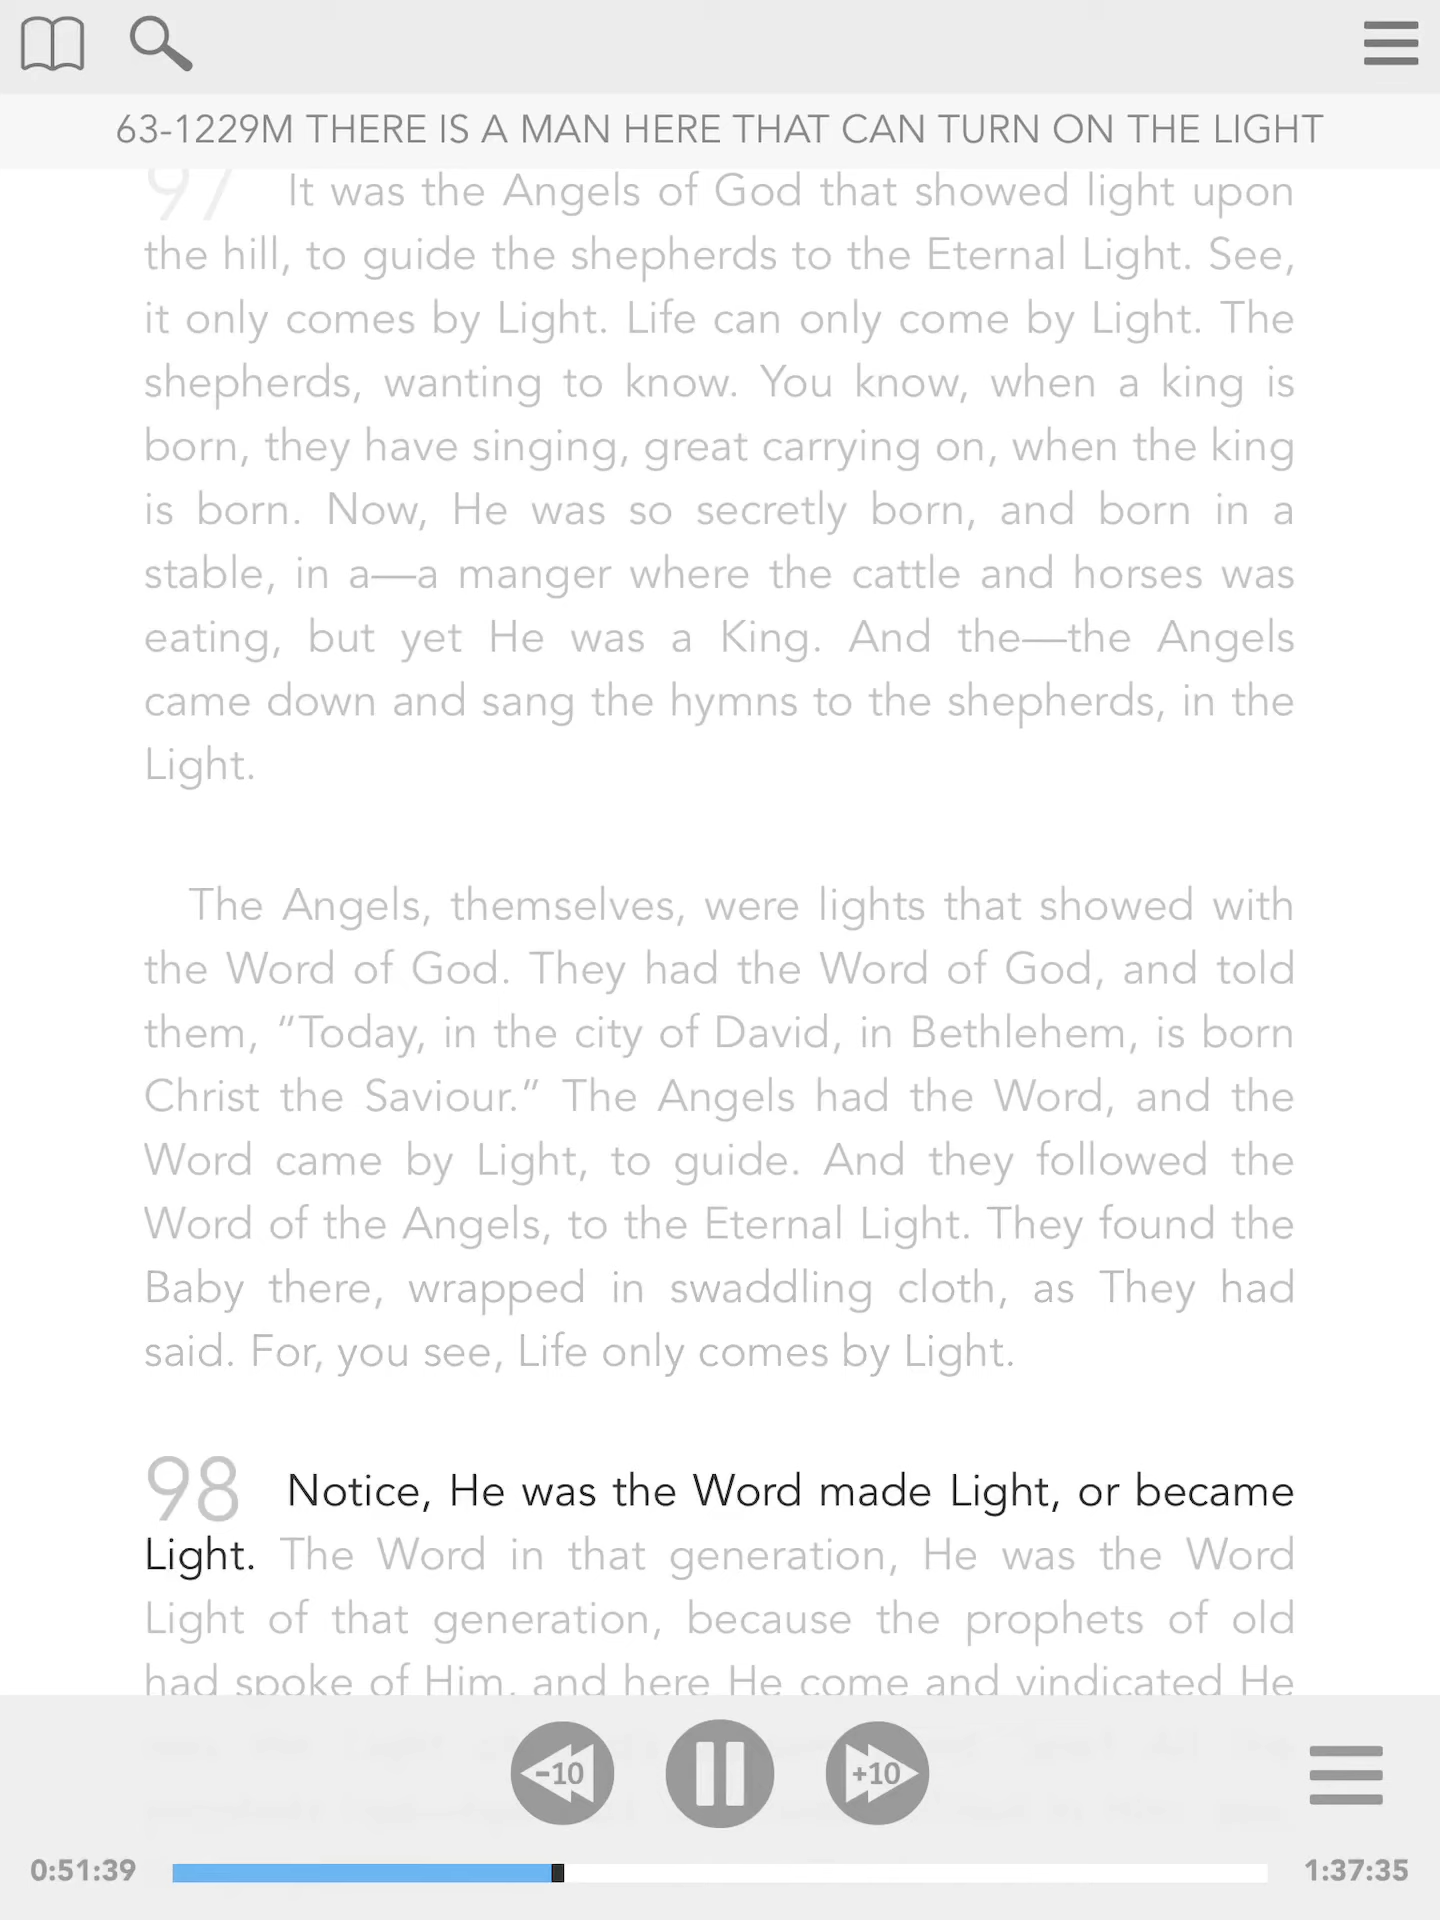 63-1229M THERE IS A MAN HERE THAT CAN TURN ON THE LIGHT
97 It was the Angels of God that showed light upon
the hill, to guide the shepherds to the Eternal Light. See,
it only comes by Light. Life can only come by Light. The
shepherds, wanting to know. You know, when a king is
born, they have singing, great carrying on, when the king
is born. Now, He was so secretly born, and born in a
stable, in a—a manger where the cattle and horses was
eating, but yet He was a King. And the—the Angels
came down and sang the hymns to the shepherds, in the
Light.
The Angels, themselves, were lights that showed with
the Word of God. They had the Word of God, and told
them, “Today, in the city of David, in Bethlehem, is born
Christ the Saviour.” The Angels had the Word, and the
Word came by Light, to guide. And they followed the
Word of the Angels, to the Eternal Light. They found the
Baby there, wrapped in swaddling cloth, as They had
said. For, you see, Life only comes by Light.
98 Notice, He was the Word made Light, or became
Light. The Word in that generation, He was the Word
Light of that generation, because the prophets of old
had spoke of Him, and here He come and vindicated He
-10 +10
0:51:39 1:37:35